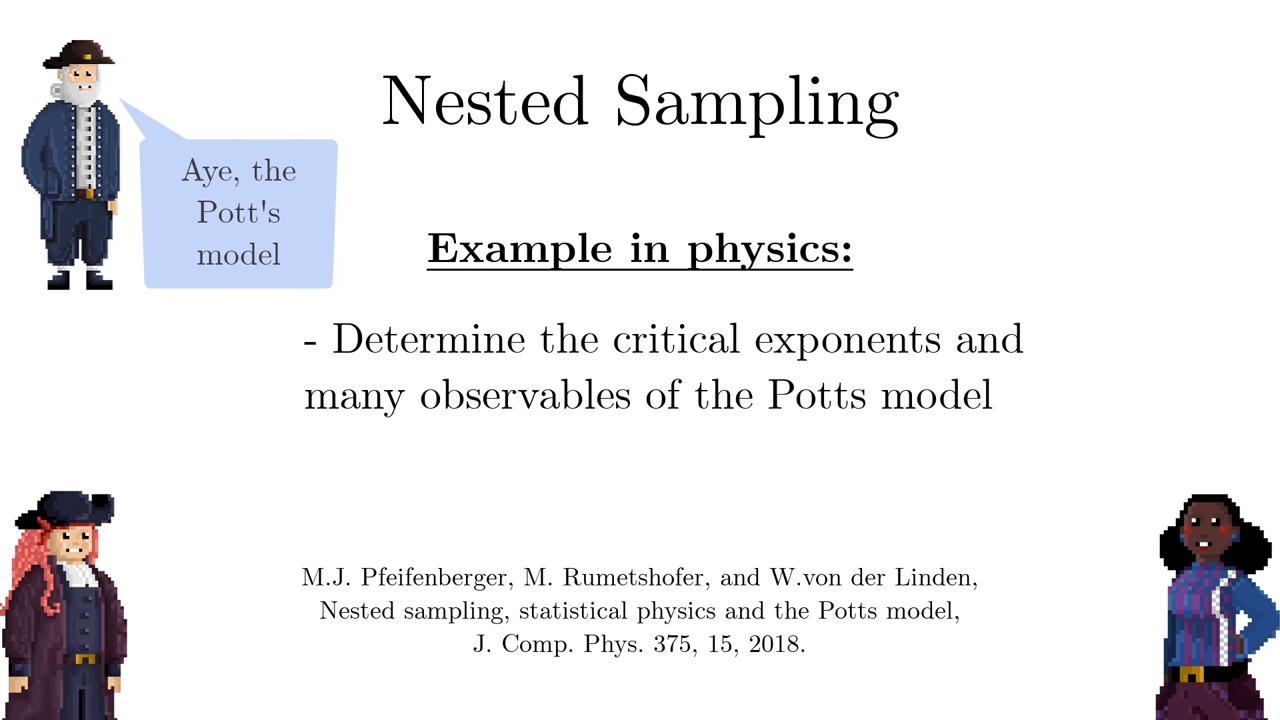 Nested Sampling
Aye, the
Pott's
model
Example in physics:
- Determine the critical exponents and
many observables of the Potts model
M.J. Pfeifenberger, M. Rumetshofer, and W.von der Linden,
Nested sampling, statistical physics and the Potts model,
J. Comp. Phys. 375, 15, 2018.